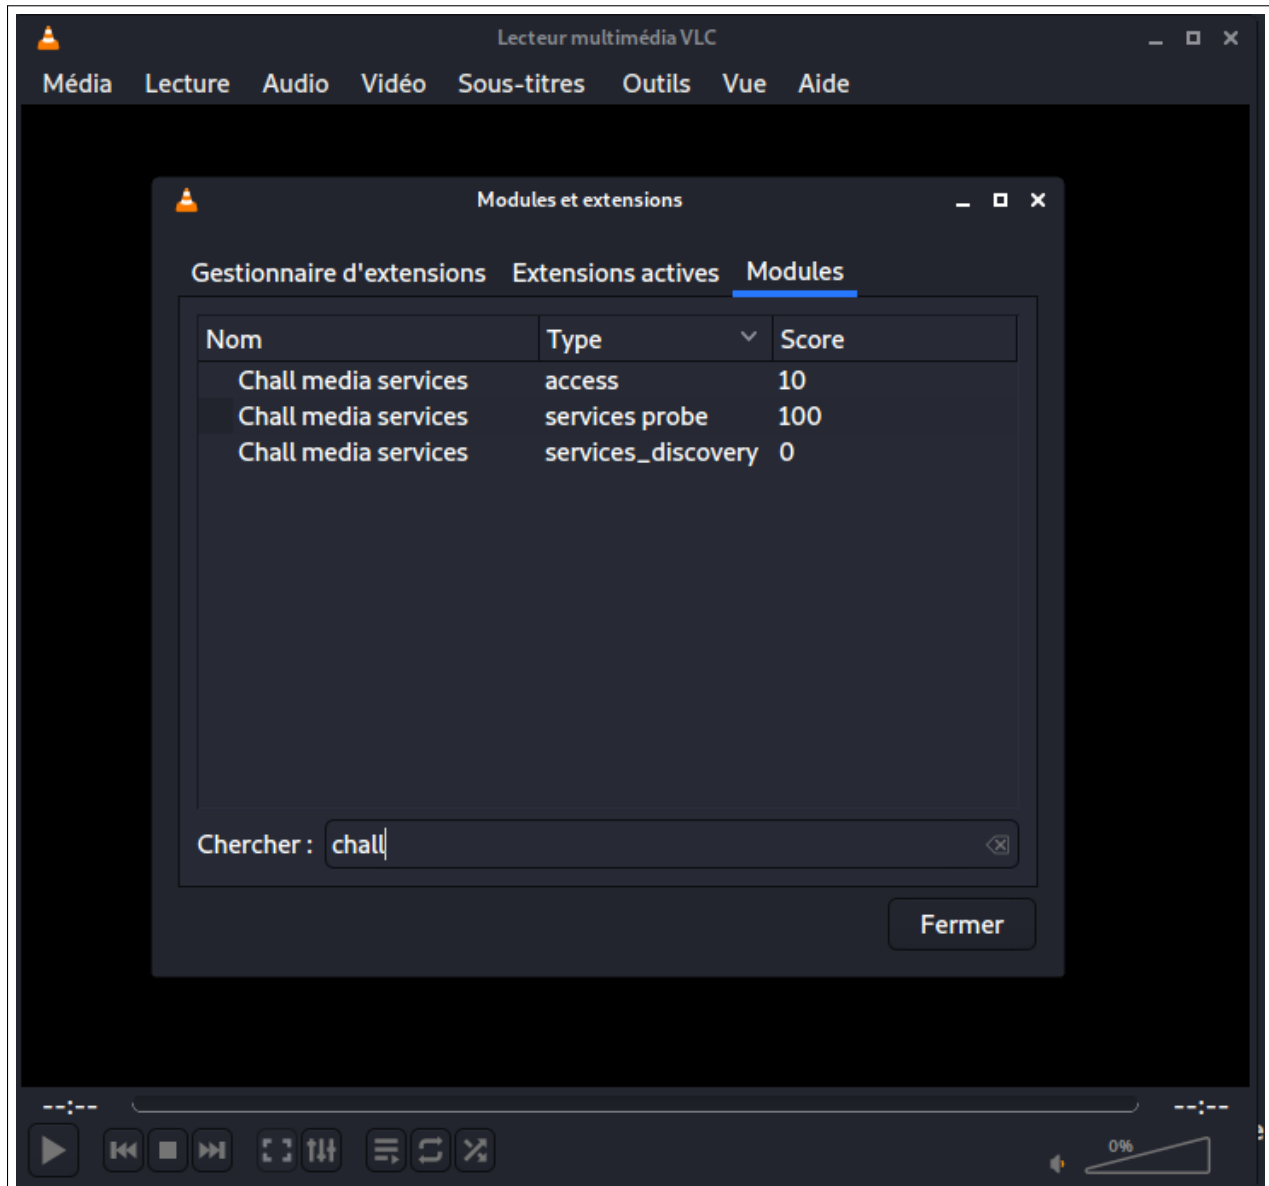 Lecteur multimédia VLC
Média Lecture Audio Vidéo Sous-titres Outils Vue Aide
Modules et extensions
Gestionnaire d'extensions Extensions actives Modules
Nom Type Score
Chall media services access 10
Chall media services services probe 100
Chall media services services_discovery 0
Chercher : chall
Fermer
--:-- --:--
0%